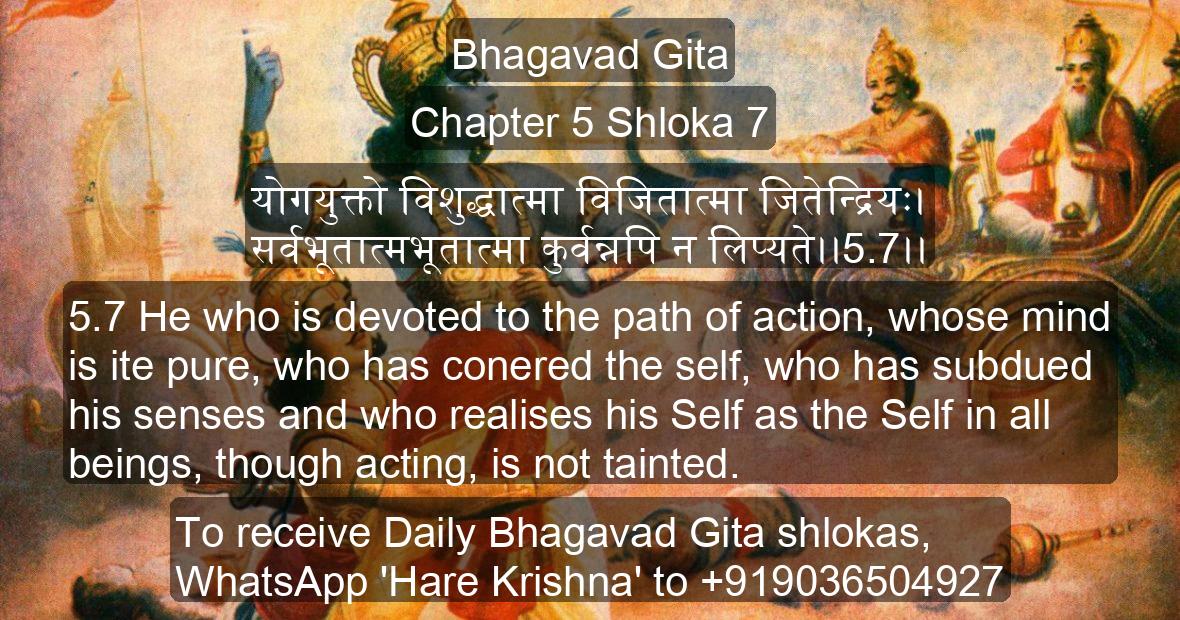 Bhagavad Gita
Chapter 5 Shloka 7
योगयुक्तो विशुद्धात्मा विजितात्मा जितेन्द्रियः।
सर्वभूतात्मभूतात्मा कुर्वन्नपि न लिप्यते।।5.7।।
5.7 He who is devoted to the path of action, whose mind
is ite pure, who has conered the self, who has subdued
his senses and who realises his Self as the Self in all
beings, though acting, is not tainted.
To receive Daily Bhagavad Gita shlokas,
WhatsApp 'Hare Krishna' to +919036504927